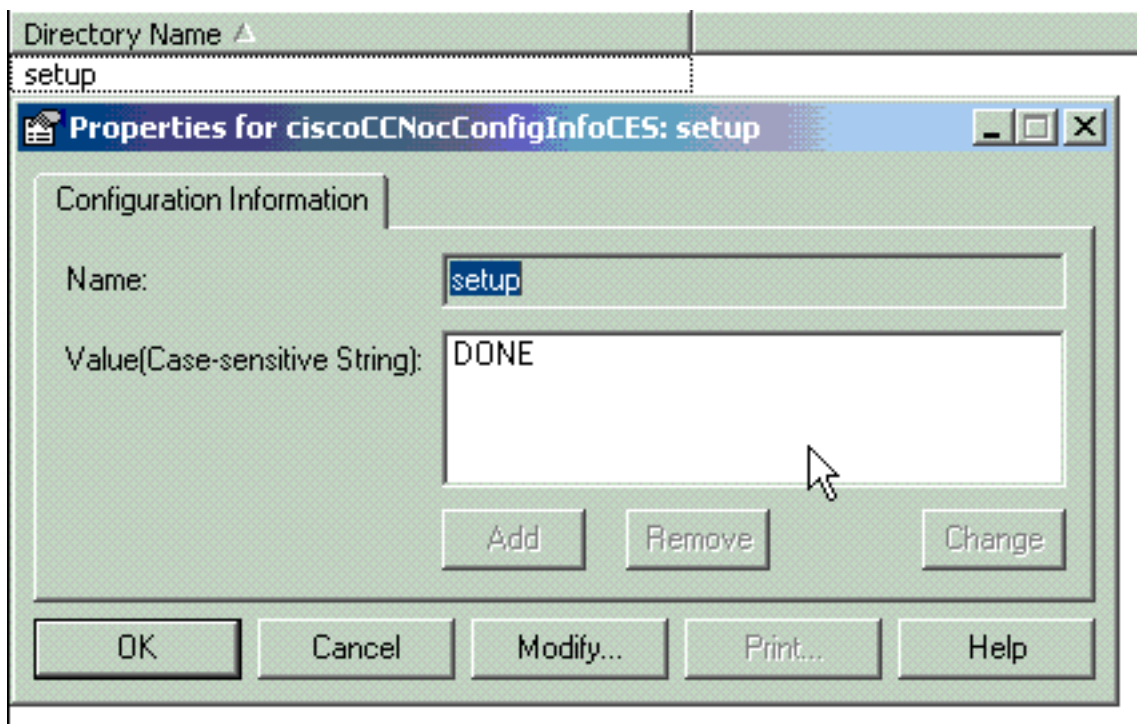 Directory Name
setup
Properties for ciscoCCNocConfigInfoCES: setup
Configuration Information
Name: setup
Value(Case-sensitive String): DONE
Add Remove Change
OK Cancel Modify... Print... Help